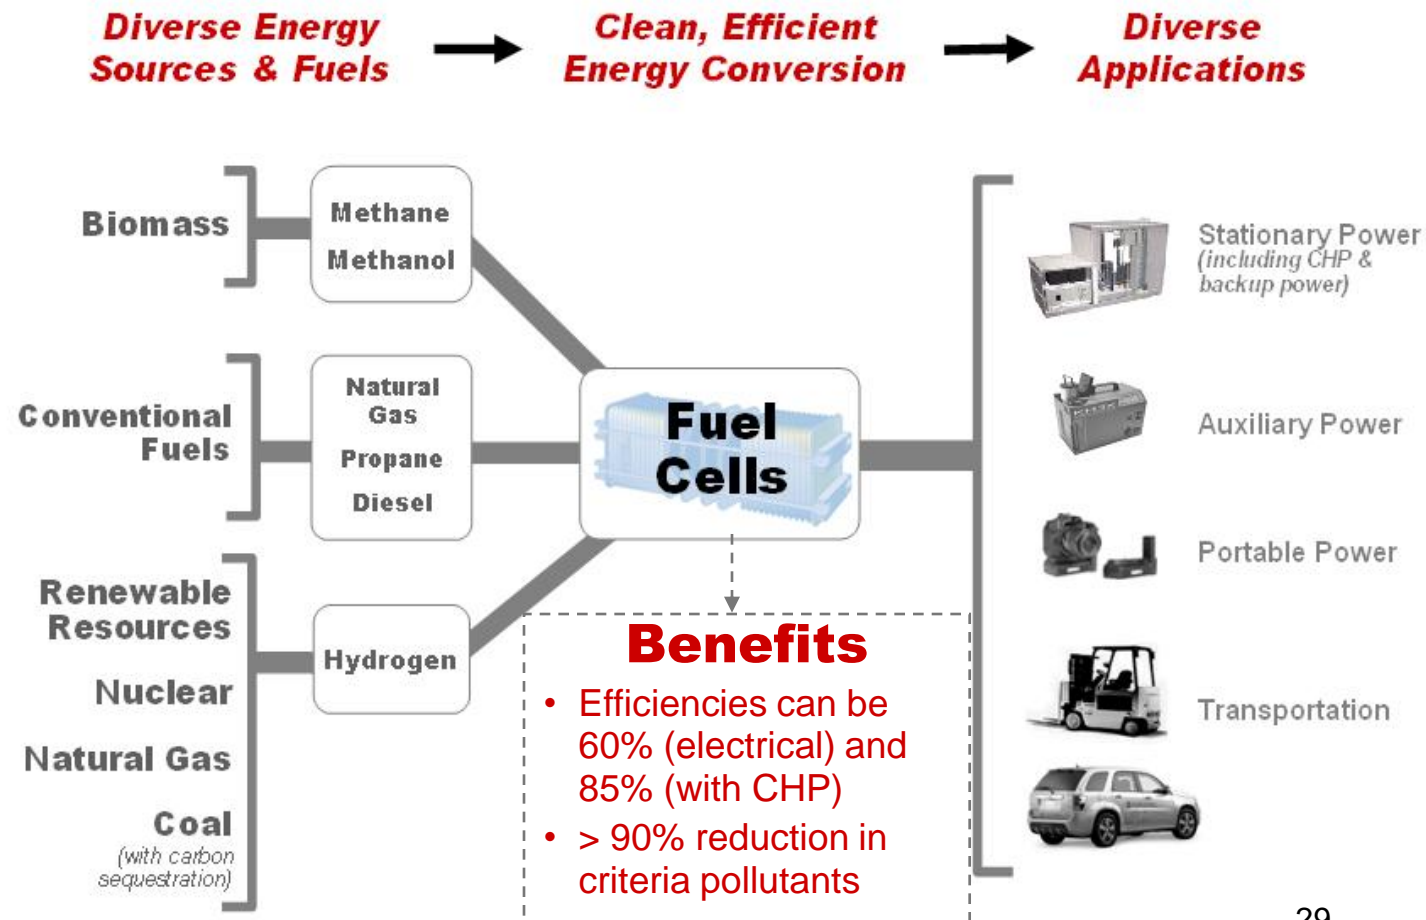 Diverse Energy
Sources & Fuels
Clean, Efficient
Energy Conversion
Diverse
Applications
Biomass
Methane
Methanol
Conventional
Fuels
Natural
Gas
Propane
Diesel
Renewable
Resources
Nuclear
Natural Gas
Coal
(with carbon
sequestration)
Hydrogen
Fuel
Cells
Benefits
• Efficiencies can be
60% (electrical) and
85% (with CHP)
• > 90% reduction in
criteria pollutants
Stationary Power
(including CHP &
backup power)
Auxiliary Power
Portable Power
Transportation
29